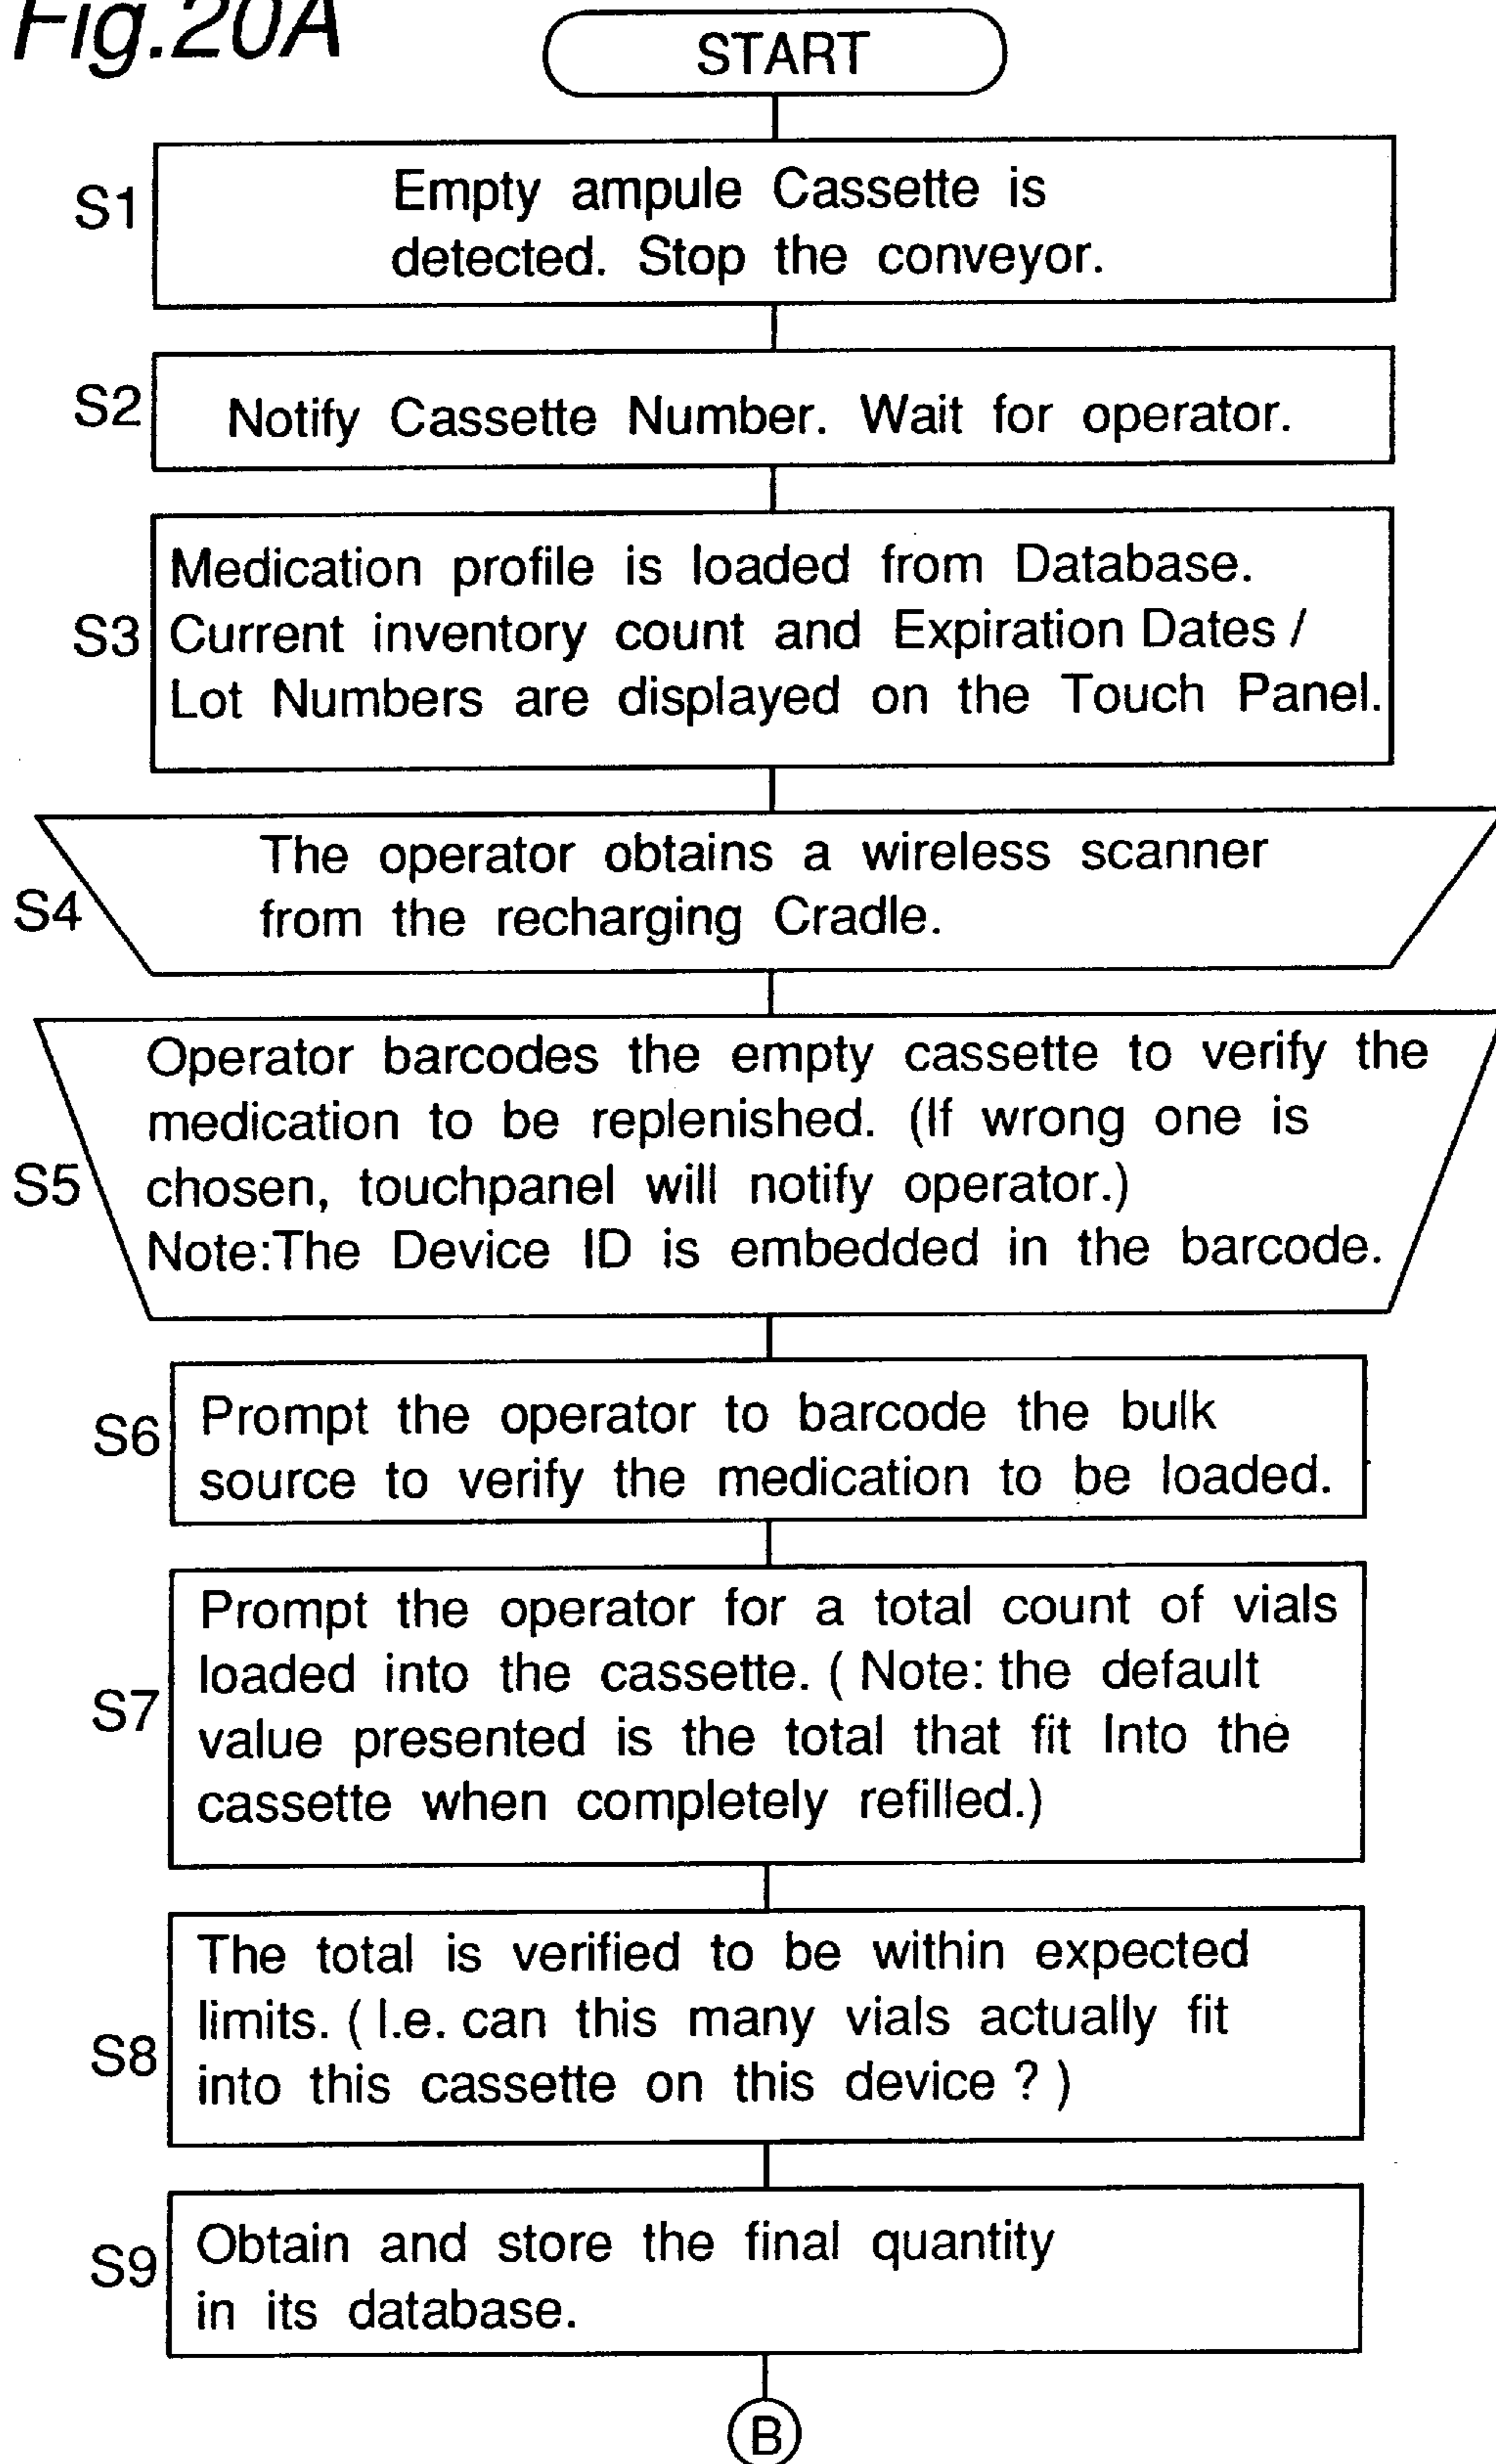 Fig.20A
START
S1
Empty ampule Cassette is
detected. Stop the conveyor.
S2
Notify Cassette Number. Wait for operator.
S3
Medication profile is loaded from Database.
Current inventory count and Expiration Dates /
Lot Numbers are displayed on the Touch Panel.
S4
The operator obtains a wireless scanner
from the recharging Cradle.
S5
Operator barcodes the empty cassette to verify the
medication to be replenished. (If wrong one is
chosen, touchpanel will notify operator.)
Note:The Device ID is embedded in the barcode.
S6
Prompt the operator to barcode the bulk
source to verify the medication to be loaded.
S7
Prompt the operator for a total count of vials
loaded into the cassette. ( Note: the default
value presented is the total that fit Into the
cassette when completely refilled.)
S8
The total is verified to be within expected
limits. ( I.e. can this many vials actually fit
into this cassette on this device ? )
S9
Obtain and store the final quantity
in its database.
B